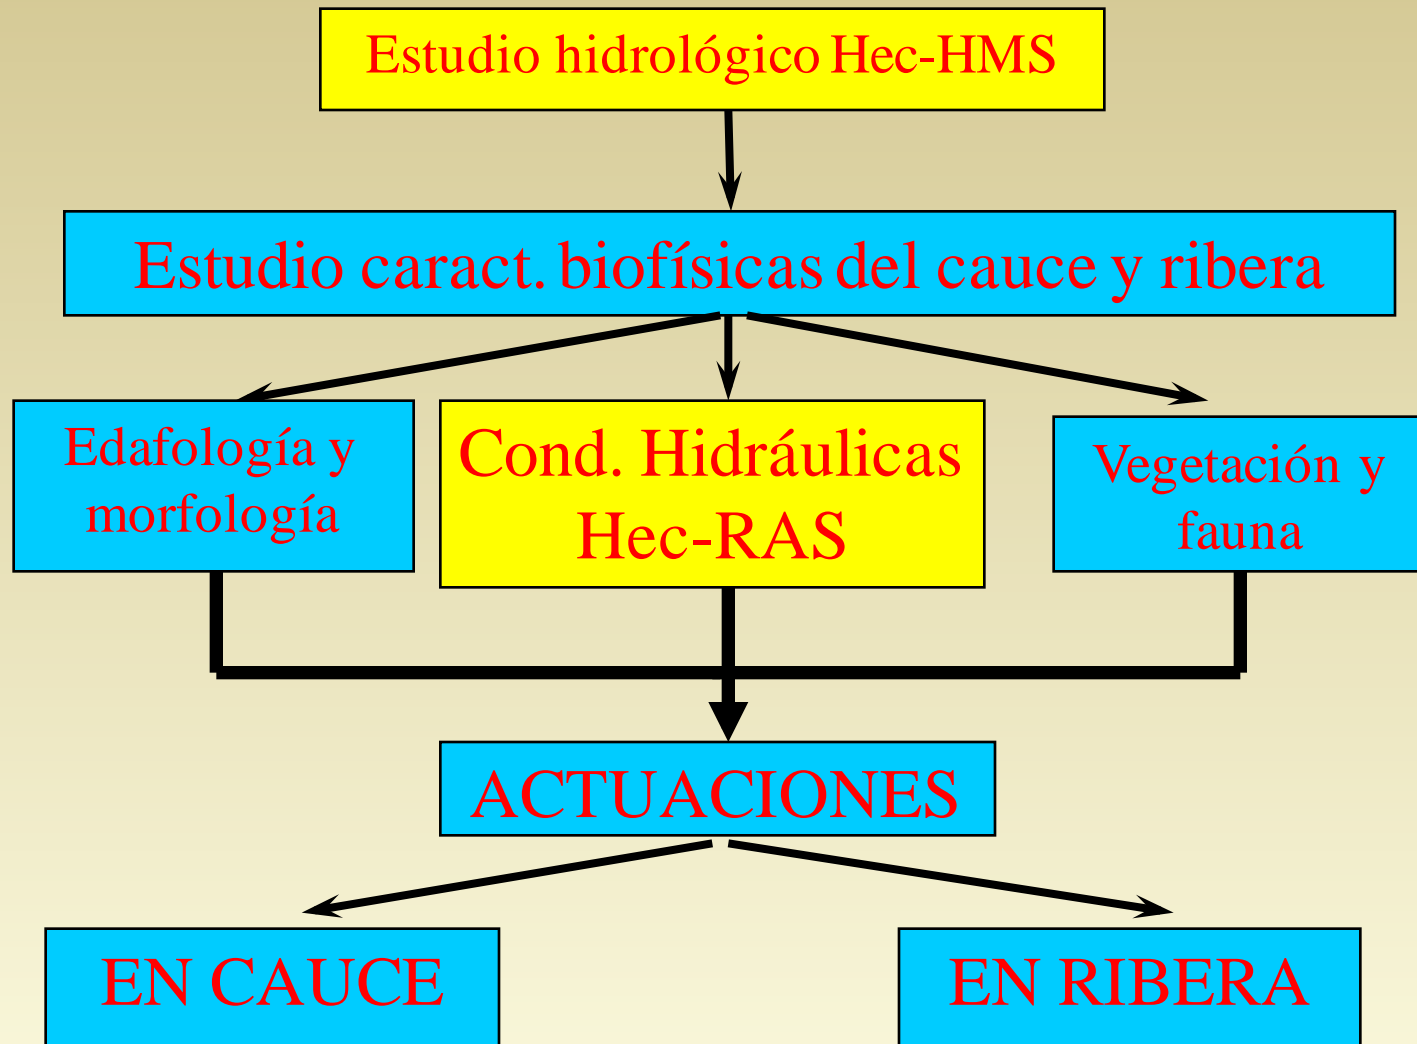 Estudio hidrológico Hec-HMS
Estudio caract. biofísicas del cauce y ribera
Edafología y
morfología
Cond. Hidráulicas
Hec-RAS
Vegetación y
fauna
ACTUACIONES
EN CAUCE
EN RIBERA